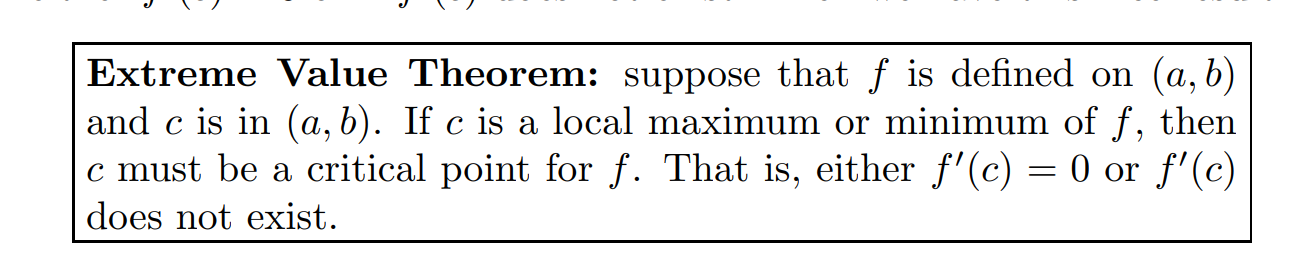 Extreme Value Theorem: suppose that f is defined on (a, b)
and c is in (a, b). If c is a local maximum or minimum of f, then
c must be a critical point for f. That is, either f′(c) = 0 or f′(c)
does not exist.